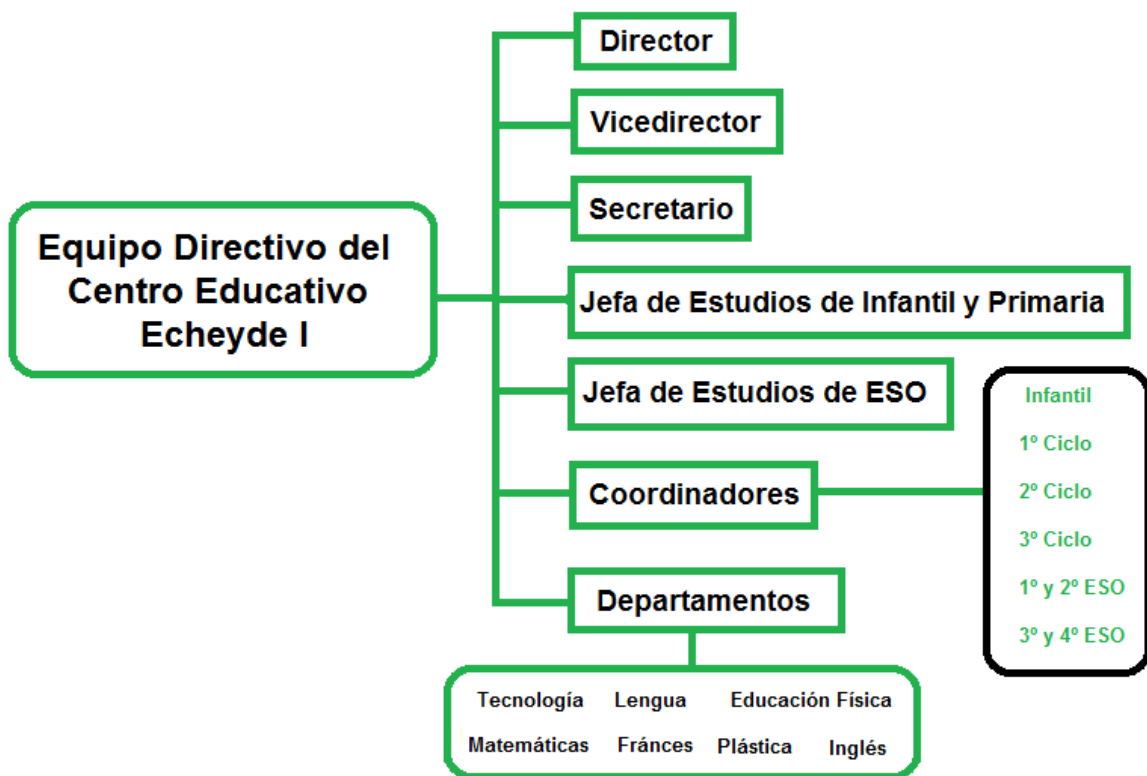 Director
Vicedirector
Secretario
Equipo Directivo del
Centro Educativo
Echeyde I
Jefa de Estudios de Infantil y Primaria
Jefa de Estudios de ESO
Coordinadores
Infantil
1º Ciclo
2º Ciclo
3º Ciclo
1º y 2º ESO
3º y 4º ESO
Departamentos
Tecnología Lengua Educación Física
Matemáticas Fránces Plástica Inglés